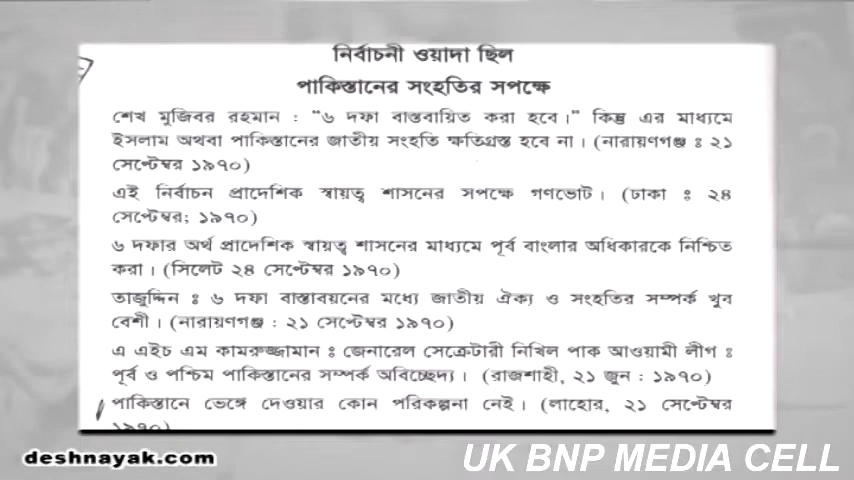 নির্বাচনী ওয়াদা ছিল
পাকিস্তানের সংহতির সপক্ষে
শেখ মুজিবর রহমান : “৬ দফা বাস্তবায়িত করা হবে।” কিন্তু এর মাধ্যমে
ইসলাম অথবা পাকিস্তানের জাতীয় সংহতি ক্ষতিগ্রস্ত হবে না। (নারায়ণগঞ্জ ঃ ২১
সেপ্টেম্বর ১৯৭০)
এই নির্বাচন প্রাদেশিক স্বায়ত্ব শাসনের সপক্ষে গণভোট। (ঢাকা ঃ ২৪
সেপ্টেম্বর; ১৯৭০)
৬ দফার অর্থ প্রাদেশিক স্বায়ত্ব শাসনের মাধ্যমে পূর্ব বাংলার অধিকারকে নিশ্চিত
করা। (সিলেট ২৪ সেপ্টেম্বর ১৯৭০)
তাজুদ্দিন ঃ ৬ দফা বাস্তাবয়নের মধ্যে জাতীয় ঐক্য ও সংহতির সম্পর্ক খুব
বেশী। (নারায়ণগঞ্জ : ২১ সেপ্টেম্বর ১৯৭০)
এ এইচ এম কামরুজ্জামান ঃ জেনারেল সেক্রেটারী নিখিল পাক আওয়ামী লীগ ঃ
পূর্ব ও পশ্চিম পাকিস্তানের সম্পর্ক অবিচ্ছেদ্য। (রাজশাহী, ২১ জুন : ১৯৭০)
পাকিস্তানে ভেঙ্গে দেওয়ার কোন পরিকল্পনা নেই। (লাহোর, ২১ সেপ্টেম্বর
১৯৭০)
deshnayak.com
UK BNP MEDIA CELL